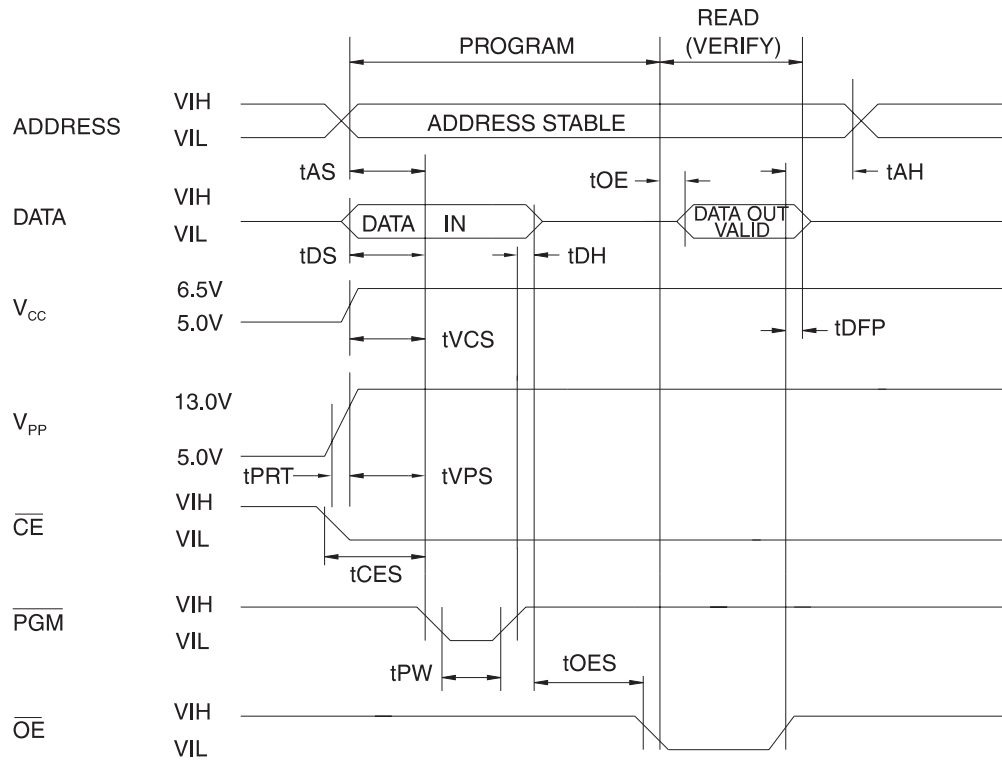 READ
PROGRAM (VERIFY)
ADDRESS VIH
VIL ADDRESS STABLE
tAS tOE tAH
DATA VIH
VIL DATA IN DATA OUT
VALID
tDS tDH
VCC 6.5V
5.0V
tVCS tDFP
VPP 13.0V
5.0V
tPRT tVPS
CE VIH
VIL
tCES
PGM VIH
VIL
tPW tOES
OE VIH
VIL